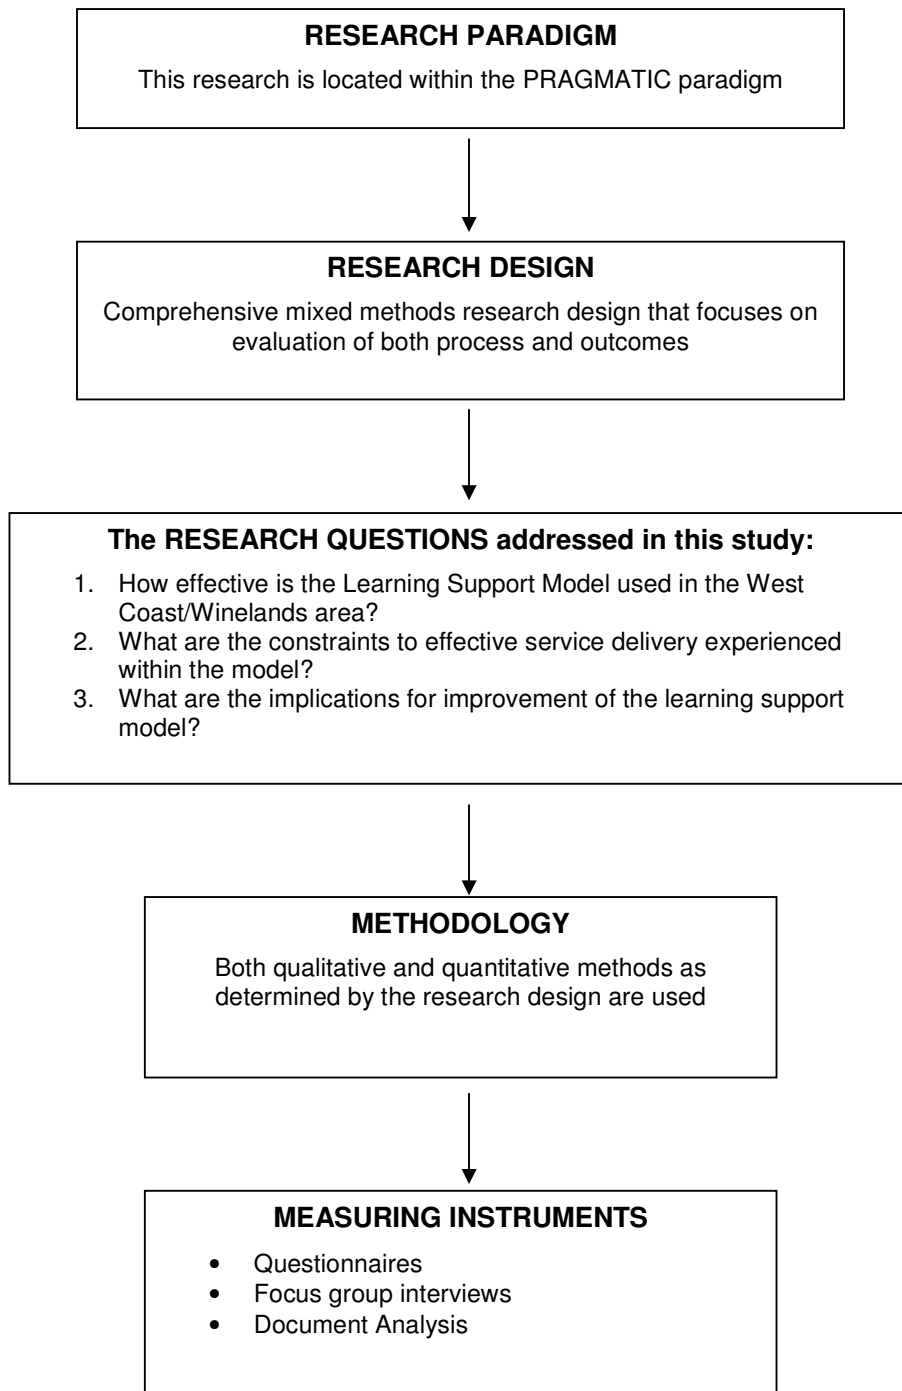 RESEARCH PARADIGM
This research is located within the PRAGMATIC paradigm
RESEARCH DESIGN
Comprehensive mixed methods research design that focuses on
evaluation of both process and outcomes
The RESEARCH QUESTIONS addressed in this study:
1. How effective is the Learning Support Model used in the West
Coast/Winelands area?
2. What are the constraints to effective service delivery experienced
within the model?
3. What are the implications for improvement of the learning support
model?
METHODOLOGY
Both qualitative and quantitative methods as
determined by the research design are used
MEASURING INSTRUMENTS
• Questionnaires
• Focus group interviews
• Document Analysis